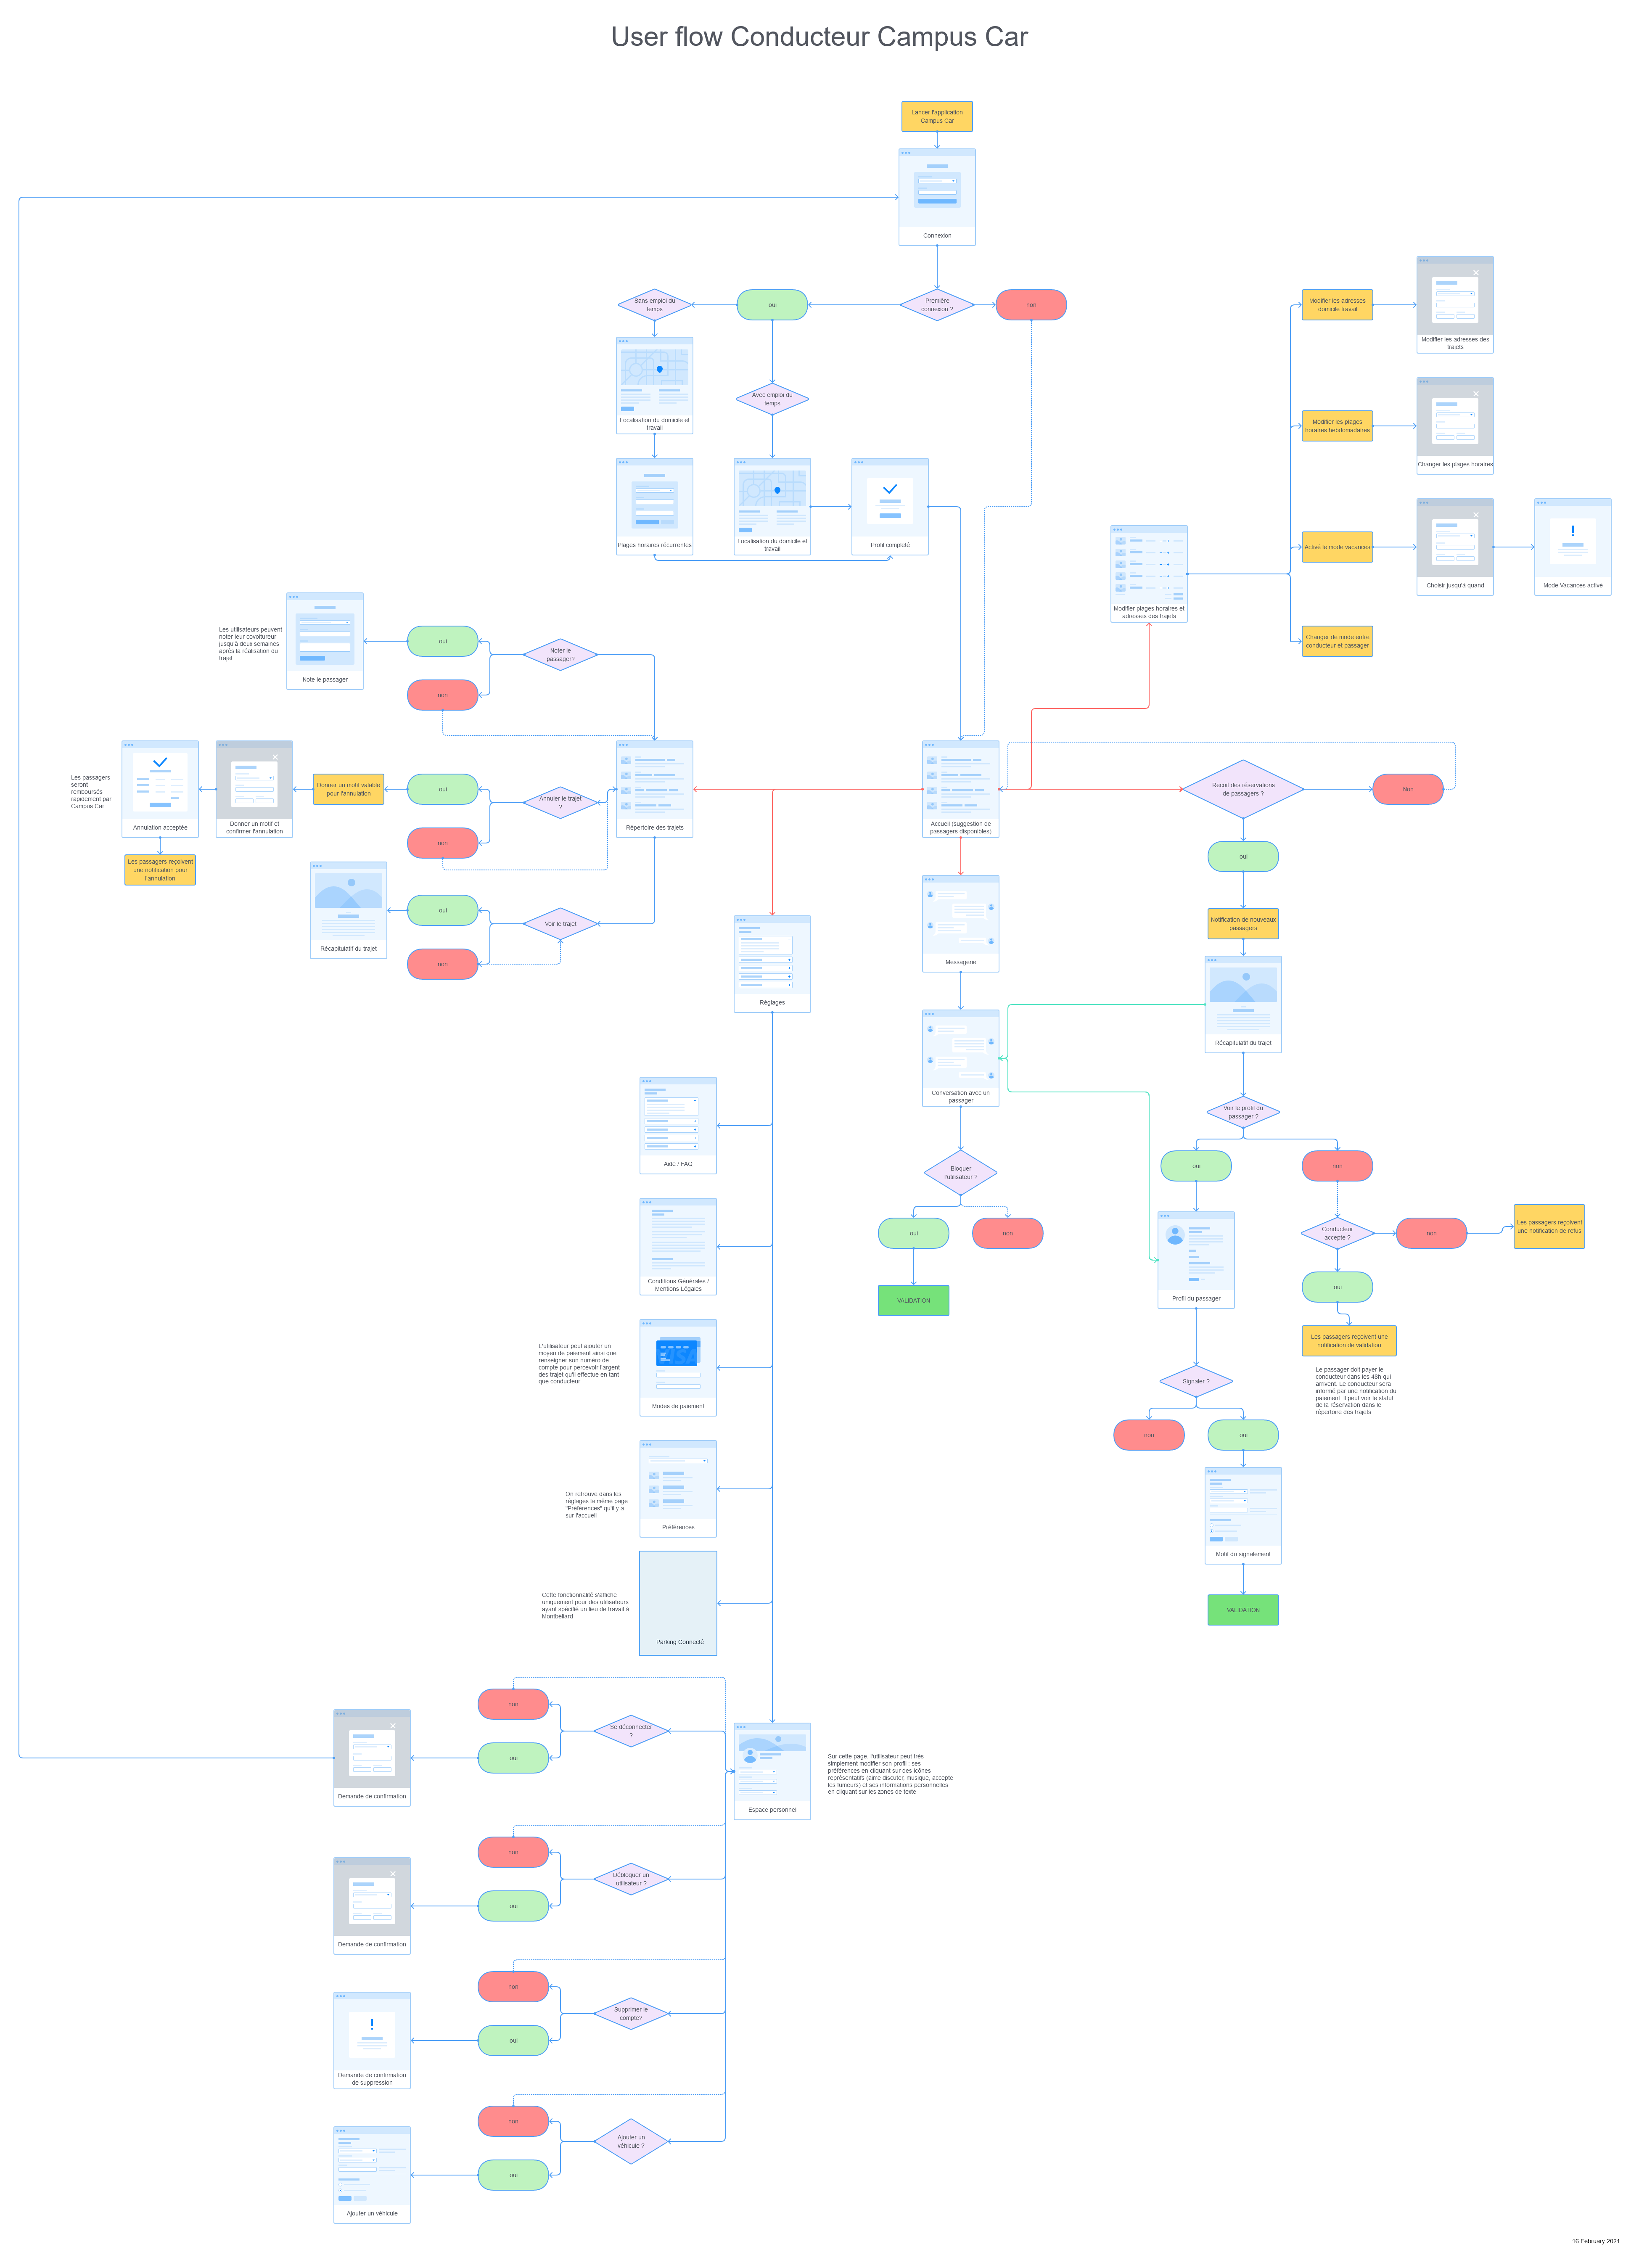 User flow Conducteur Campus Car
Lancer l'application
Campus Car
Connexion
Première
connexion ?
oui
non
Sans emploi du
temps
Localisation du domicile et
travail
Avec emploi du
temps
Plages horaires récurrentes
Localisation du domicile et
travail
Profil completé
Modifier les adresses
domicile travail
Modifier les adresses des
trajets
Modifier les plages
horaires hebdomadaires
Changer les plages horaires
Activé le mode vacances
Choisir jusqu'à quand
Mode Vacances activé
Changer de mode entre
conducteur et passager
Modifier plages horaires et
adresses des trajets
Les utilisateurs peuvent
noter leur covoitureur
jusqu'à deux semaines
après la réalisation du
trajet
Note le passager
oui
non
Noter le
passager?
Les passagers
seront
remboursés
rapidement par
Campus Car
Annulation acceptée
Donner un motif et
confirmer l'annulation
Donner un motif valable
pour l'annulation
oui
non
Annuler le trajet
?
Répertoire des trajets
Les passagers reçoivent
une notification pour
l'annulation
Récapitulatif du trajet
oui
non
Voir le trajet
Accueil (suggestion de
passagers disponibles)
Recoit des réservations
de passagers ?
Non
oui
Notification de nouveaux
passagers
Récapitulatif du trajet
Messagerie
Réglages
Conversation avec un
passager
Bloquer
l'utilisateur ?
oui
non
VALIDATION
Voir le profil du
passager ?
oui
non
Profil du passager
Conducteur
accepte ?
non
Les passagers reçoivent
une notification de refus
oui
Les passagers reçoivent une
notification de validation
Le passager doit payer le
conducteur dans les 48h qui
arrivent. Le conducteur sera
informé par une notification du
paiement. Il peut voir le statut
de la réservation dans le
répertoire des trajets
Signaler ?
non
oui
Motif du signalement
VALIDATION
Aide / FAQ
Conditions Générales /
Mentions Légales
L'utilisateur peut ajouter un
moyen de paiement ainsi que
renseigner son numéro de
compte pour percevoir l'argent
des trajet qu'il effectue en tant
que conducteur
Modes de paiement
On retrouve dans les
réglages la même page
"Préférences" qu'il y a
sur l'accueil
Préférences
Cette fonctionnalité s'affiche
uniquement pour des utilisateurs
ayant spécifié un lieu de travail à
Montbéliard
Parking Connecté
Espace personnel
Sur cette page, l'utilisateur peut très
simplement modifier son profil : ses
préférences en cliquant sur des icônes
représentatifs (aime discuter, musique, accepte
les fumeurs) et ses informations personnelles
en cliquant sur les zones de texte
Se déconnecter
?
non
oui
Demande de confirmation
Débloquer un
utilisateur ?
non
oui
Demande de confirmation
Supprimer le
compte?
non
oui
Demande de confirmation
de suppression
Ajouter un
véhicule ?
non
oui
Ajouter un véhicule
16 February 2021